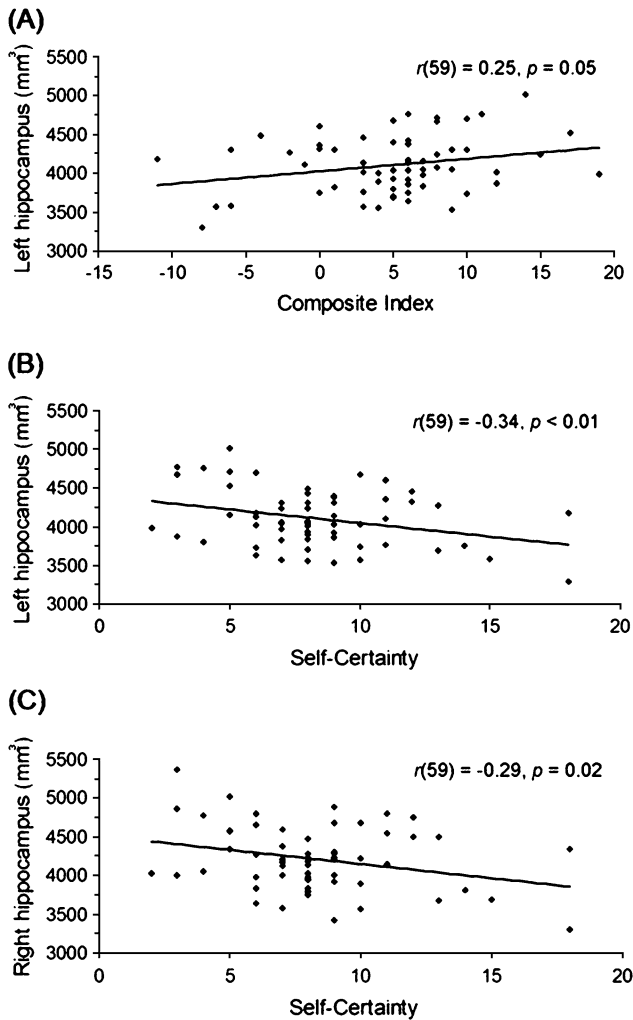 (A)
r(59) = 0.25, p = 0.05
Left hippocampus (mm³)
5500
5000
4500
4000
3500
3000
-15 -10 -5 0 5 10 15 20
Composite Index
(B)
r(59) = -0.34, p < 0.01
Left hippocampus (mm³)
5500
5000
4500
4000
3500
3000
0 5 10 15 20
Self-Certainty
(C)
r(59) = -0.29, p = 0.02
Right hippocampus (mm³)
5500
5000
4500
4000
3500
3000
0 5 10 15 20
Self-Certainty